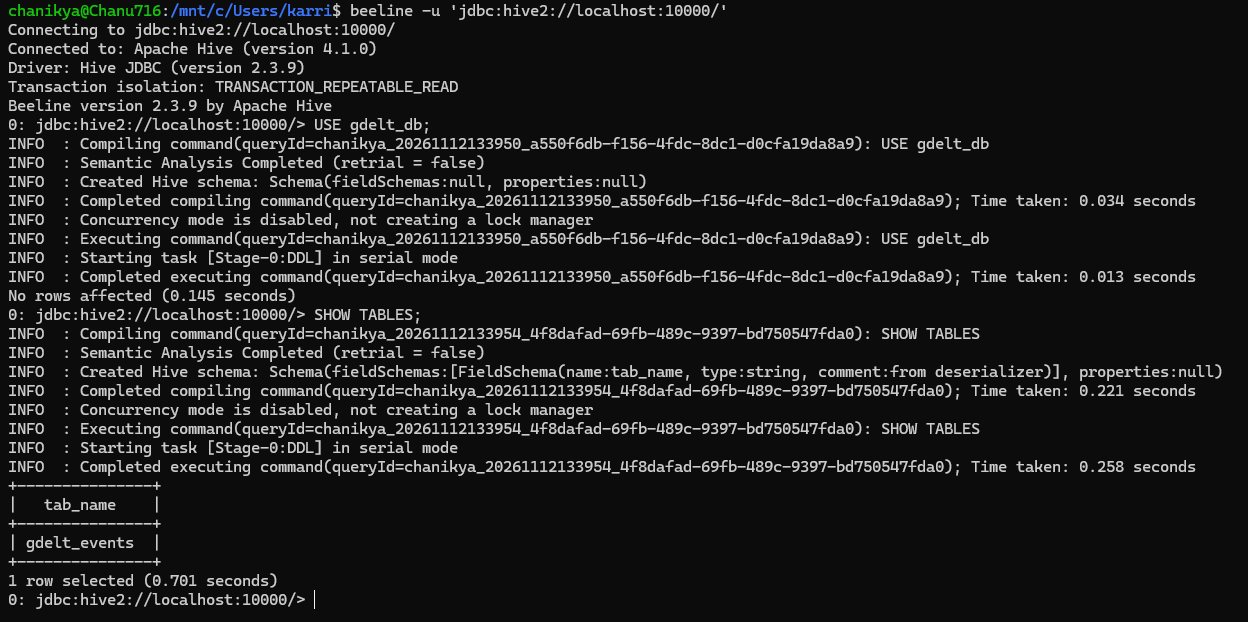 chanikya@Chanu716:/mnt/c/Users/karri$ beeline -u 'jdbc:hive2://localhost:10000/'
Connecting to jdbc:hive2://localhost:10000/
Connected to: Apache Hive (version 4.1.0)
Driver: Hive JDBC (version 2.3.9)
Transaction isolation: TRANSACTION_REPEATABLE_READ
Beeline version 2.3.9 by Apache Hive
0: jdbc:hive2://localhost:10000/> USE gdelt_db;
INFO  : Compiling command(queryId=chanikya_20261112133950_a550f6db-f156-4fdc-8dc1-d0cfa19da8a9): USE gdelt_db
INFO  : Semantic Analysis Completed (retrial = false)
INFO  : Created Hive schema: Schema(fieldSchemas:null, properties:null)
INFO  : Completed compiling command(queryId=chanikya_20261112133950_a550f6db-f156-4fdc-8dc1-d0cfa19da8a9); Time taken: 0.034 seconds
INFO  : Concurrency mode is disabled, not creating a lock manager
INFO  : Executing command(queryId=chanikya_20261112133950_a550f6db-f156-4fdc-8dc1-d0cfa19da8a9): USE gdelt_db
INFO  : Starting task [Stage-0:DDL] in serial mode
INFO  : Completed executing command(queryId=chanikya_20261112133950_a550f6db-f156-4fdc-8dc1-d0cfa19da8a9); Time taken: 0.013 seconds
No rows affected (0.145 seconds)
0: jdbc:hive2://localhost:10000/> SHOW TABLES;
INFO  : Compiling command(queryId=chanikya_20261112133954_4f8dafad-69fb-489c-9397-bd750547fda0): SHOW TABLES
INFO  : Semantic Analysis Completed (retrial = false)
INFO  : Created Hive schema: Schema(fieldSchemas:[FieldSchema(name:tab_name, type:string, comment:from deserializer)], properties:null)
INFO  : Completed compiling command(queryId=chanikya_20261112133954_4f8dafad-69fb-489c-9397-bd750547fda0); Time taken: 0.221 seconds
INFO  : Concurrency mode is disabled, not creating a lock manager
INFO  : Executing command(queryId=chanikya_20261112133954_4f8dafad-69fb-489c-9397-bd750547fda0): SHOW TABLES
INFO  : Starting task [Stage-0:DDL] in serial mode
INFO  : Completed executing command(queryId=chanikya_20261112133954_4f8dafad-69fb-489c-9397-bd750547fda0); Time taken: 0.258 seconds
+---------------+
|   tab_name    |
+---------------+
| gdelt_events  |
+---------------+
1 row selected (0.701 seconds)
0: jdbc:hive2://localhost:10000/>